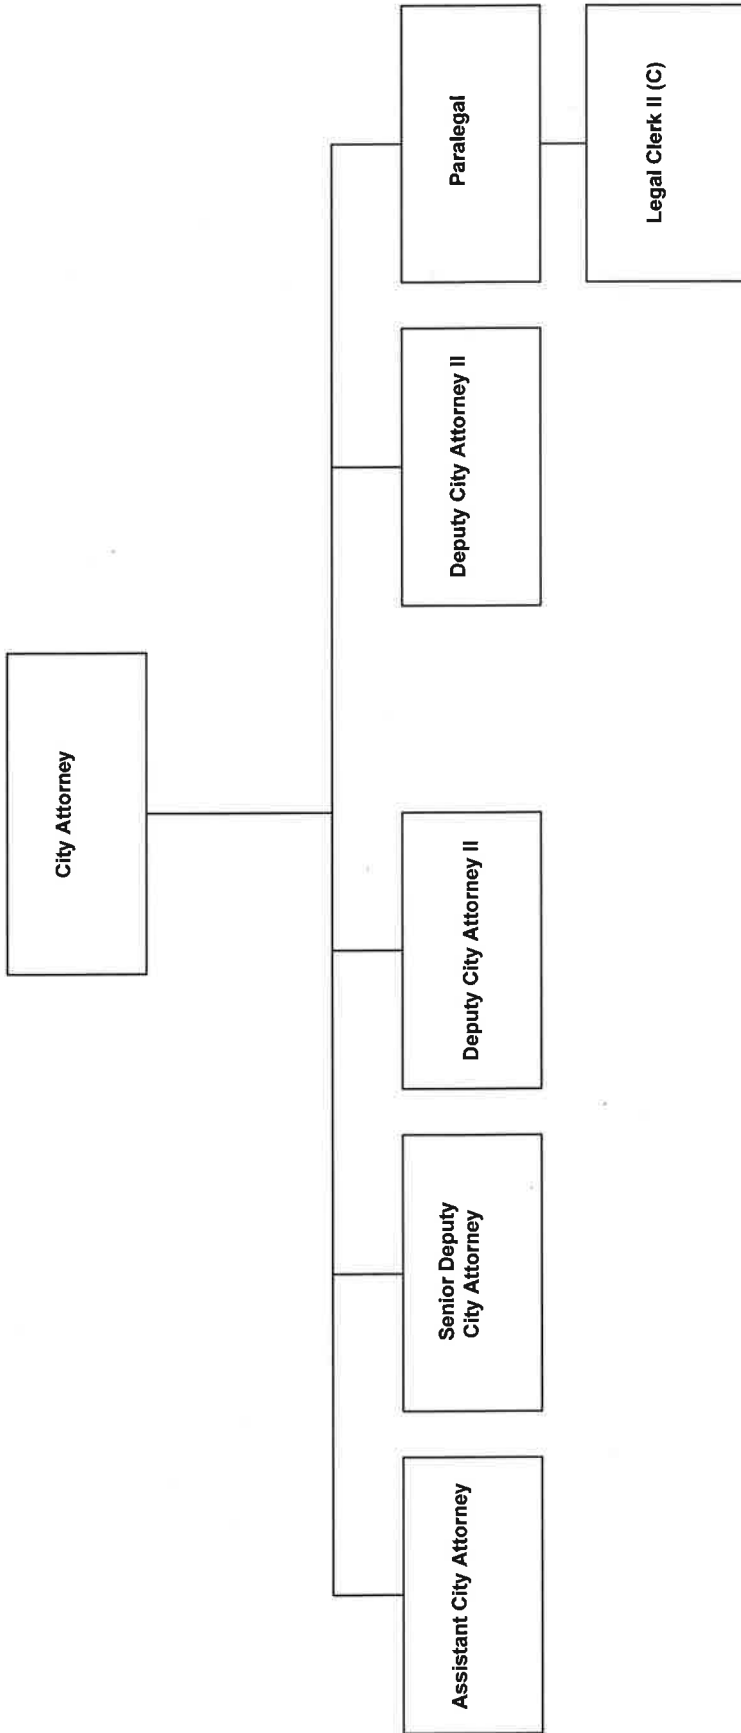 City Attorney
Assistant City Attorney
Senior Deputy
City Attorney
Deputy City Attorney II
Deputy City Attorney II
Paralegal
Legal Clerk II (C)